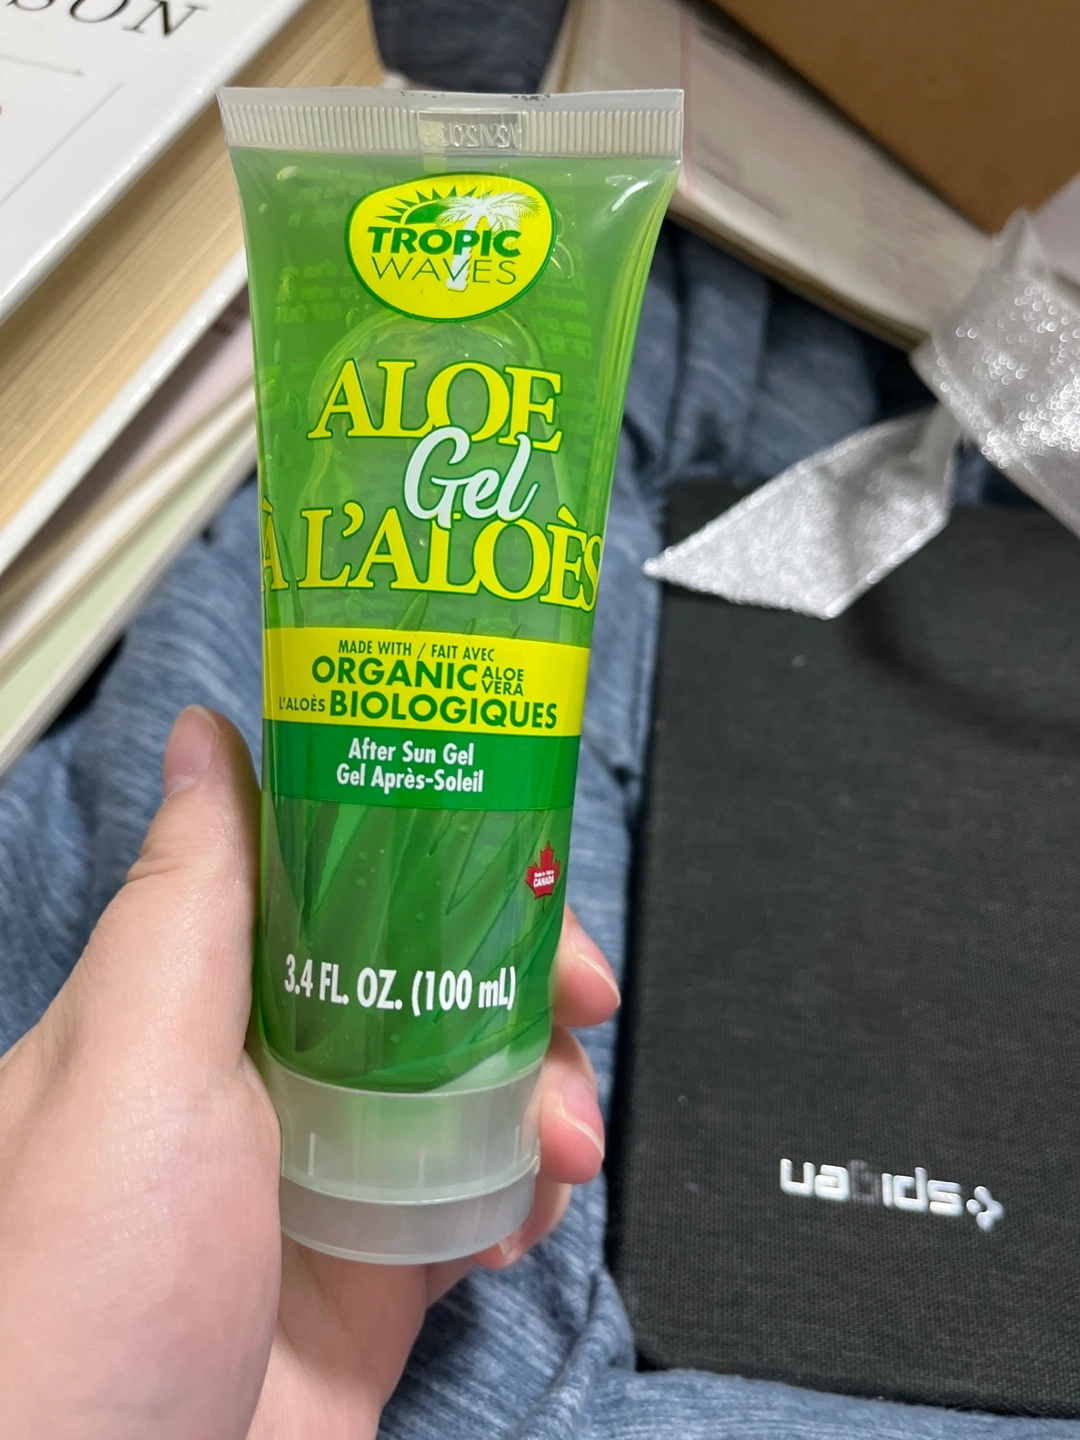 SON
TROPIC
WAVES
ALOE
Gel
À L'ALOÈS
MADE WITH / FAIT AVEC
ORGANIC ALOE VERA
L'ALOÈS BIOLOGIQUES
After Sun Gel
Gel Après-Soleil
CANADA
3.4 FL. OZ. (100 mL)